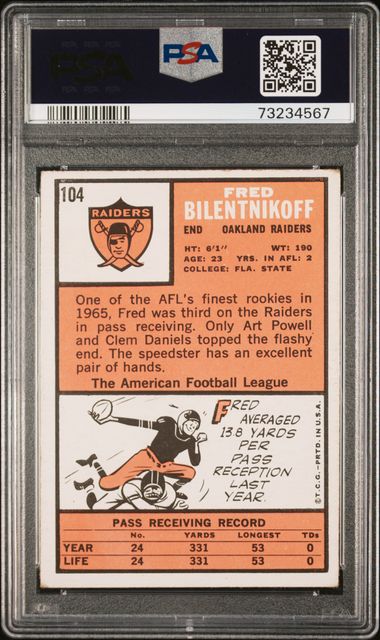 PSA
PSA
73234567
104
RAIDERS
FRED
BILENTNIKOFF
END OAKLAND RAIDERS
HT: 6'1" WT: 190
AGE: 23 YRS. IN AFL: 2
COLLEGE: FLA. STATE
One of the AFL's finest rookies in
1965, Fred was third on the Raiders
in pass receiving. Only Art Powell
and Clem Daniels topped the flashy
end. The speedster has an excellent
pair of hands.
The American Football League
FRED
AVERAGED
13.8 YARDS
PER
PASS
RECEPTION
LAST
YEAR.
©T.C.G.-PRTD. IN U.S.A.
PASS RECEIVING RECORD
No. YARDS LONGEST TDs
YEAR 24 331 53 0
LIFE 24 331 53 0